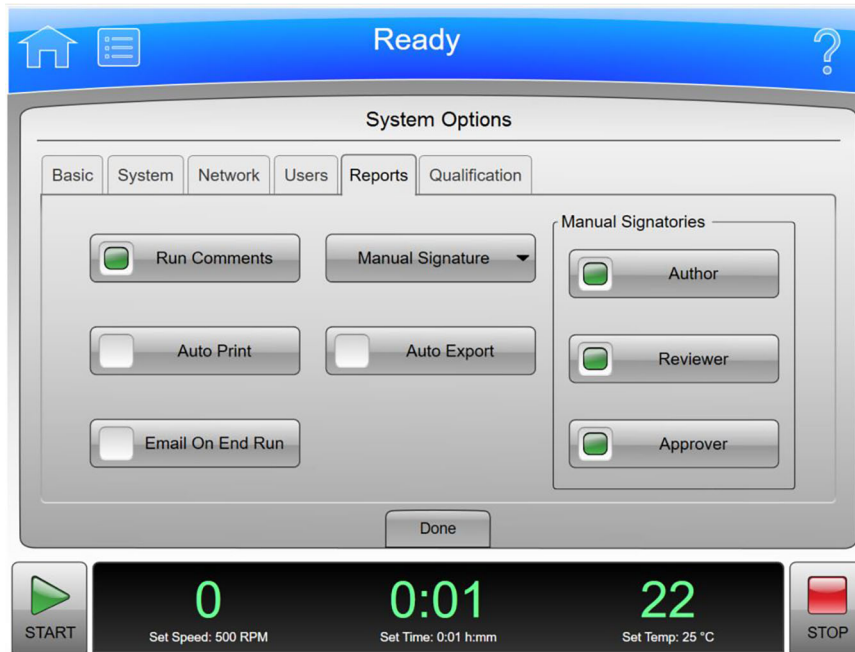 Ready
System Options
Basic System Network Users Reports Qualification
Manual Signatories
Run Comments Manual Signature Author
Auto Print Auto Export Reviewer
Email On End Run Approver
Done
0 0:01 22
START Set Speed: 500 RPM Set Time: 0:01 h:mm Set Temp: 25 °C STOP